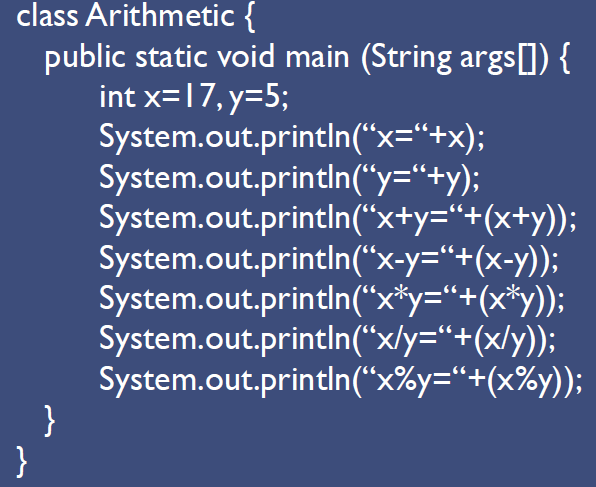 class Arithmetic {
public static void main (String args[]) {
int x=17, y=5;
System.out.println(“x=“+x);
System.out.println(“y=“+y);
System.out.println(“x+y=“+(x+y));
System.out.println(“x-y=“+(x-y));
System.out.println(“x*y=“+(x*y));
System.out.println(“x/y=“+(x/y));
System.out.println(“x%y=“+(x%y));
}
}